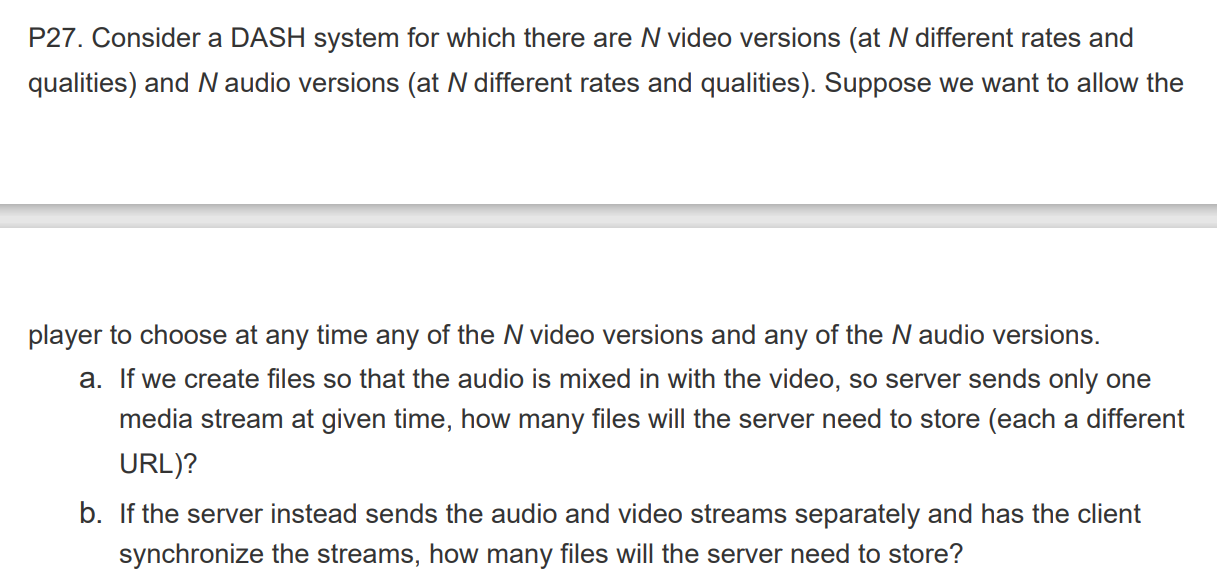 P27. Consider a DASH system for which there are N video versions (at N different rates and
qualities) and N audio versions (at N different rates and qualities). Suppose we want to allow the
player to choose at any time any of the N video versions and any of the N audio versions.
a. If we create files so that the audio is mixed in with the video, so server sends only one
media stream at given time, how many files will the server need to store (each a different
URL)?
b. If the server instead sends the audio and video streams separately and has the client
synchronize the streams, how many files will the server need to store?